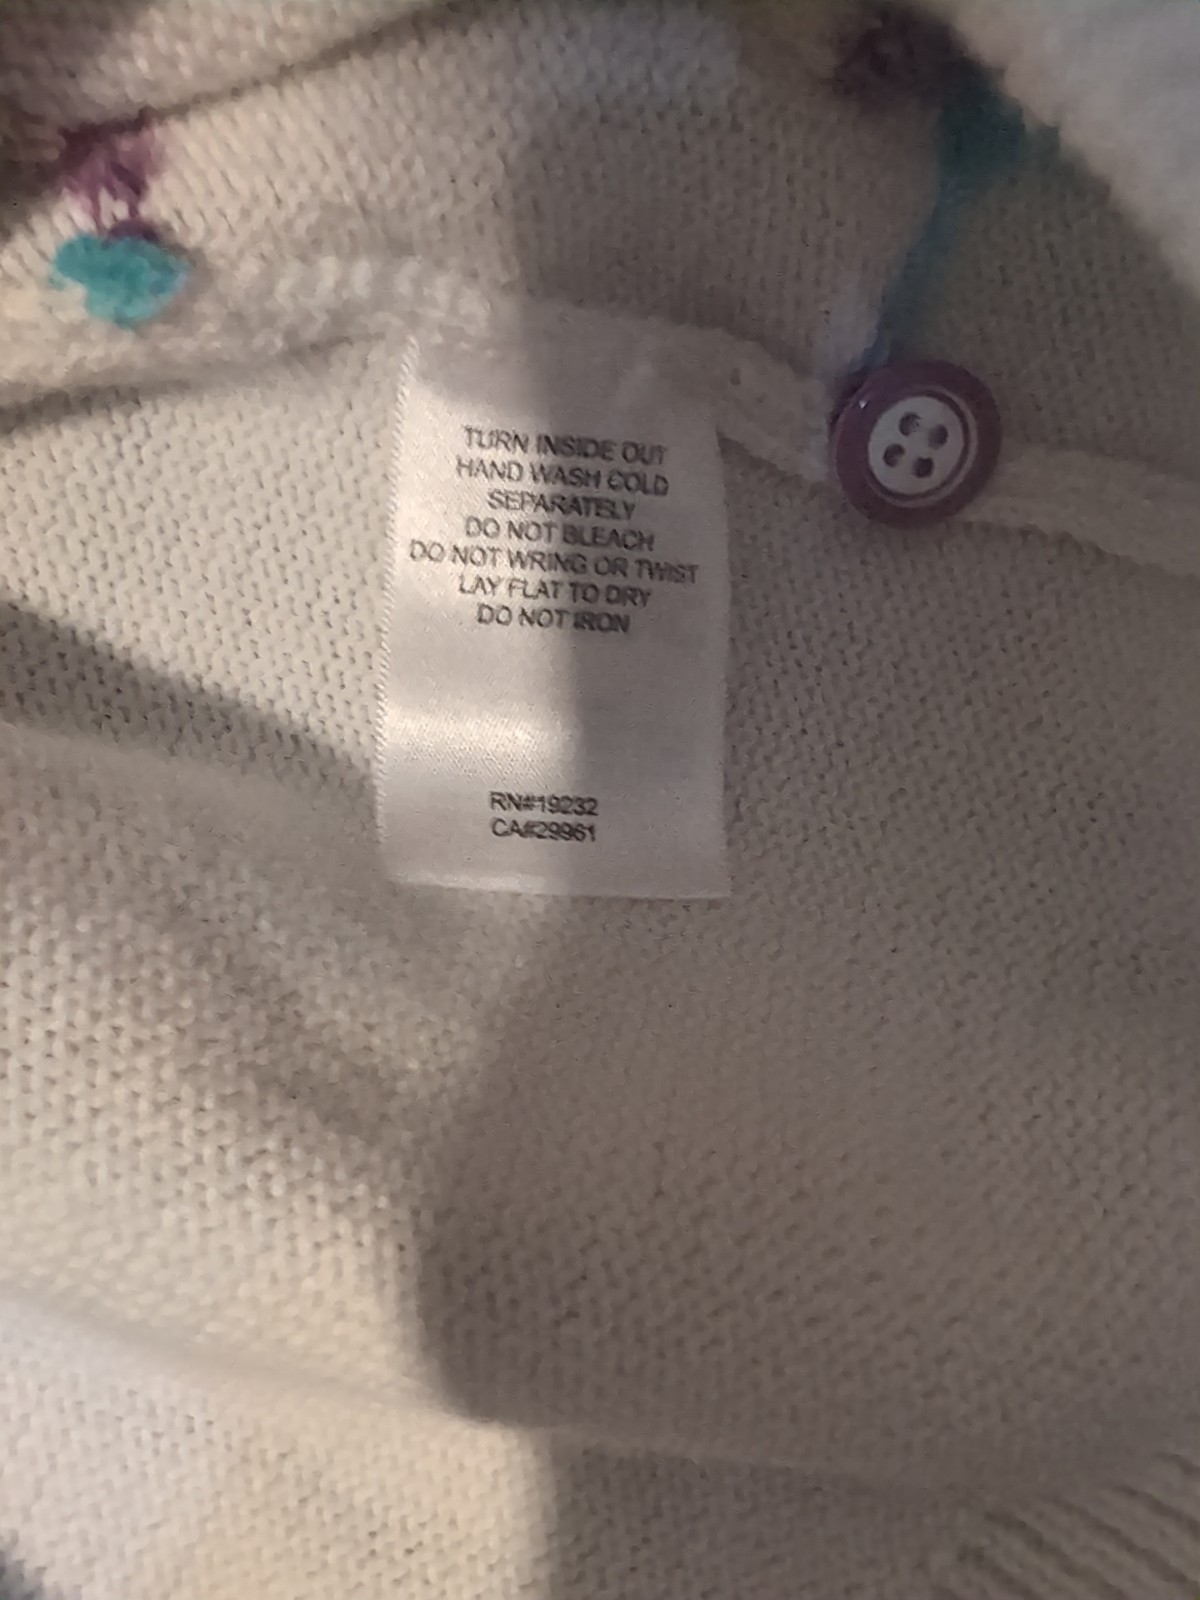 TURN INSIDE OUT
HAND WASH COLD
SEPARATELY
DO NOT BLEACH
DO NOT WRING OR TWIST
LAY FLAT TO DRY
DO NOT IRON
RN#19232
CA#29961